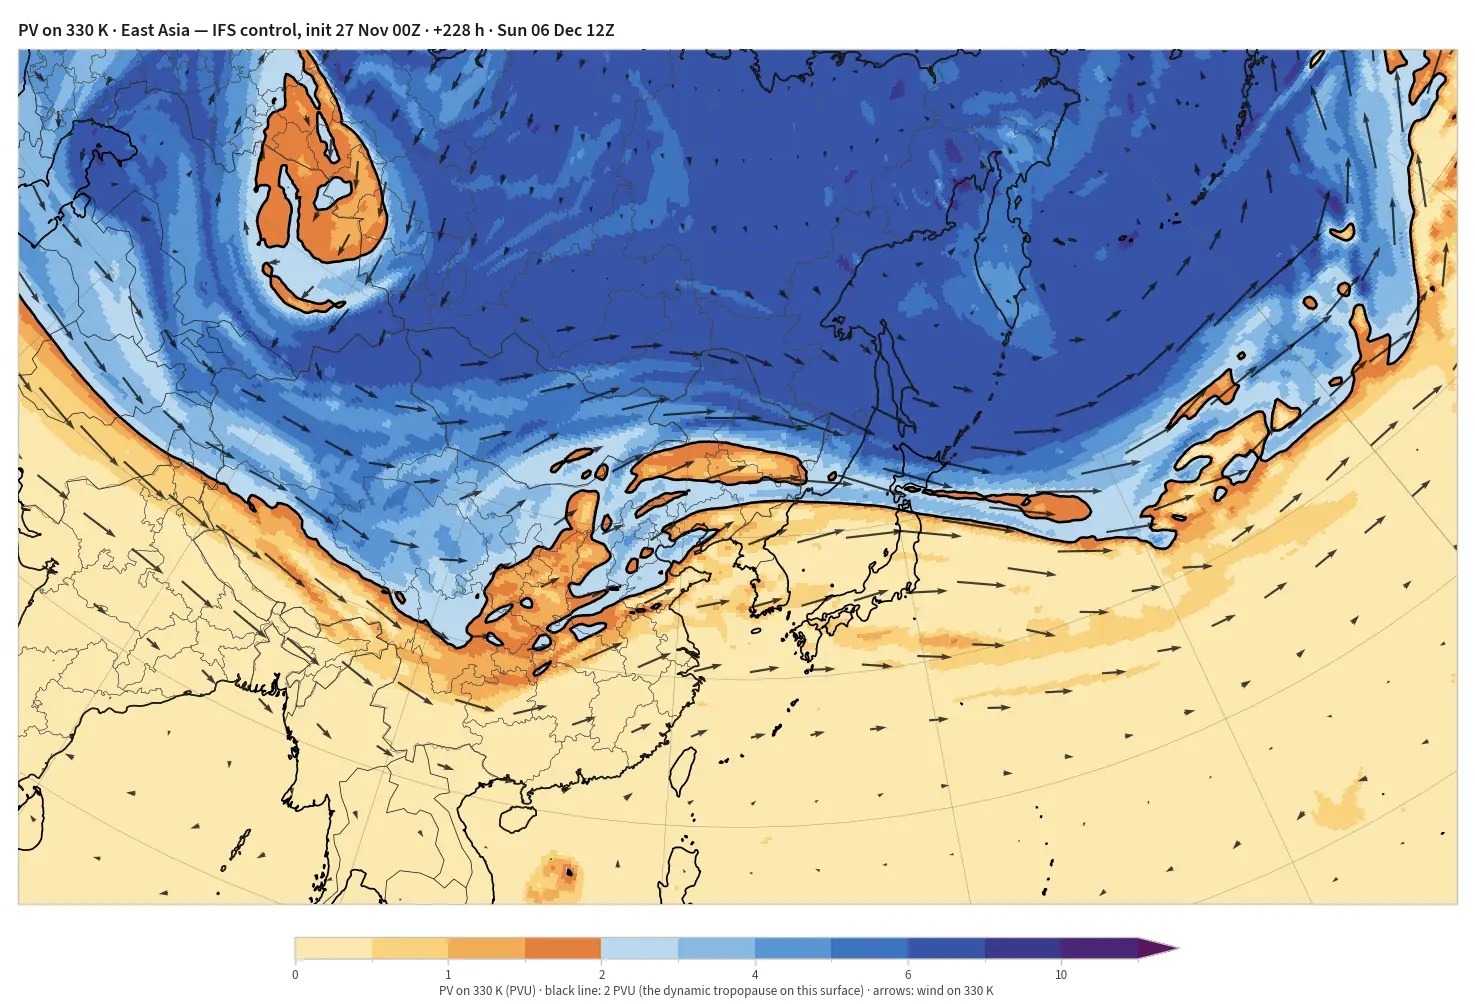 PV on 330 K · East Asia — IFS control, init 27 Nov 00Z · +228 h · Sun 06 Dec 12Z
0 1 2 4 6 10
PV on 330 K (PVU) · black line: 2 PVU (the dynamic tropopause on this surface) · arrows: wind on 330 K